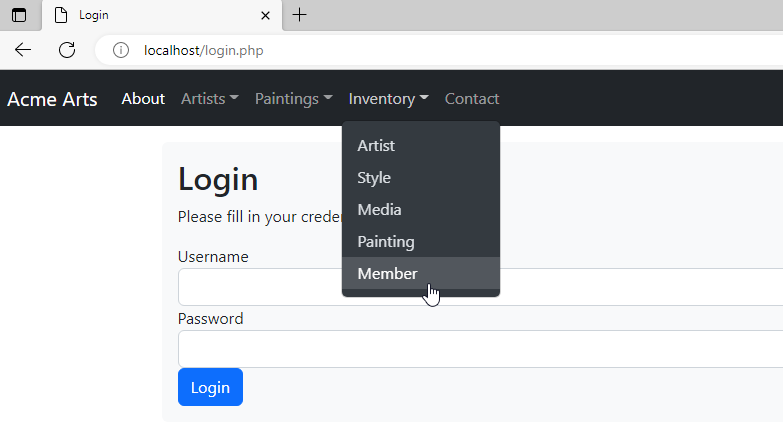 Login
localhost/login.php
Acme Arts About Artists Paintings Inventory Contact
Artist
Style
Media
Painting
Member
Login
Please fill in your
Username
Password
Login